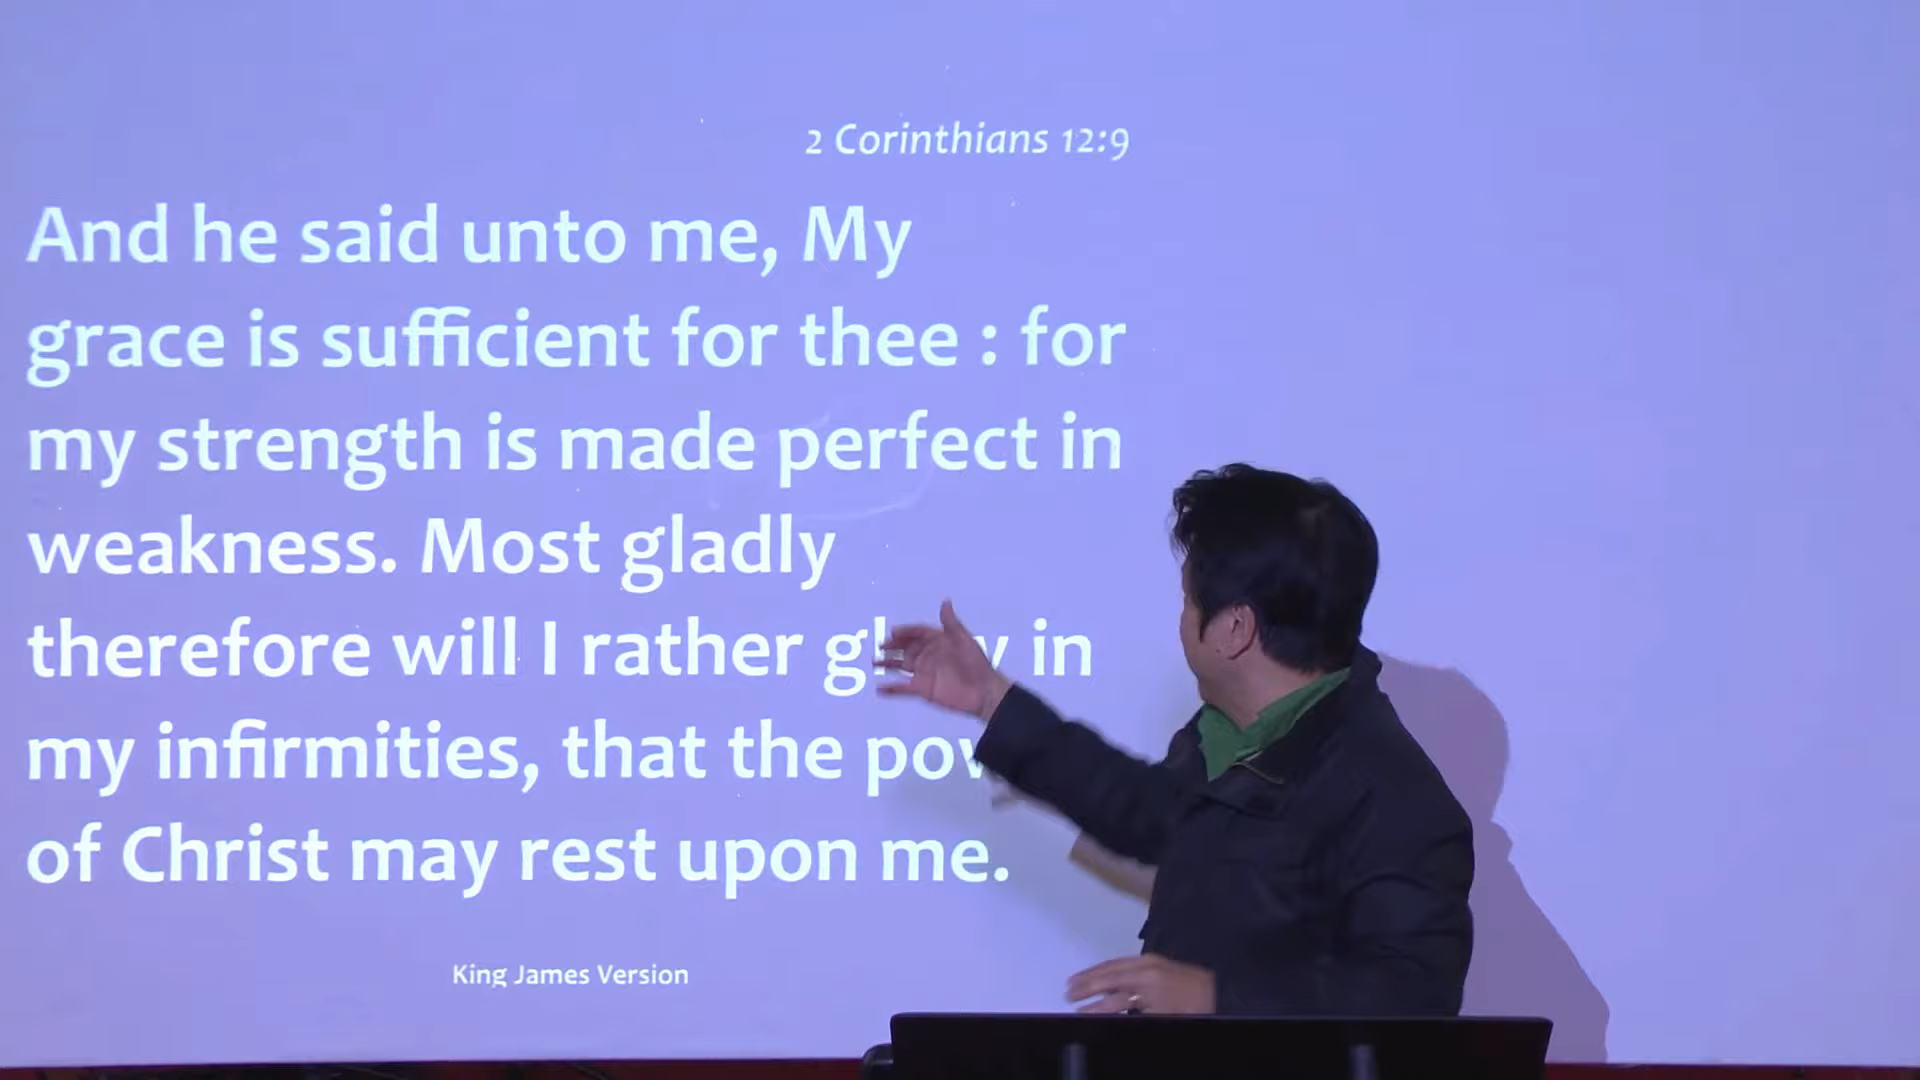 2 Corinthians 12:9
And he said unto me, My
grace is sufficient for thee : for
my strength is made perfect in
weakness. Most gladly
therefore will I rather in
my infirmities, that the
of Christ may rest upon me.
King James Version